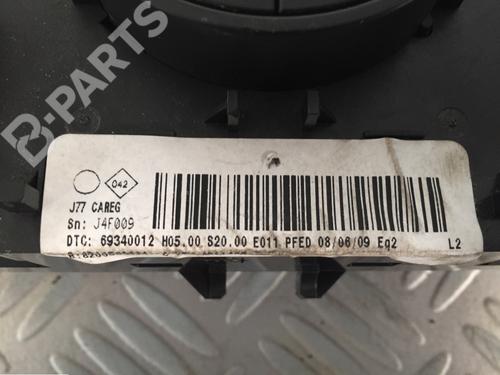 B-PARTS
042
J77 CAREG
Sn: J4F009
DTC: 69340012 H05.00 S20.00 E011 PFED 08/06/09 Eq2 L2